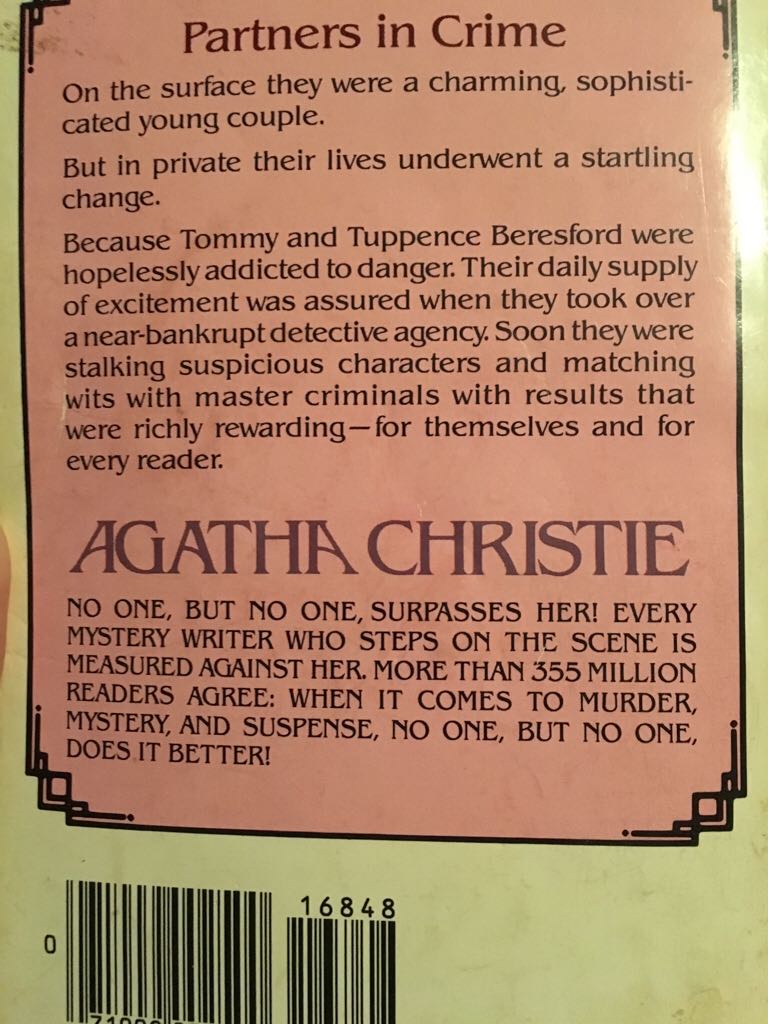 Partners in Crime
On the surface they were a charming, sophisti-
cated young couple.
But in private their lives underwent a startling
change.
Because Tommy and Tuppence Beresford were
hopelessly addicted to danger. Their daily supply
of excitement was assured when they took over
a near-bankrupt detective agency. Soon they were
stalking suspicious characters and matching
wits with master criminals with results that
were richly rewarding—for themselves and for
every reader.
AGATHA CHRISTIE
NO ONE, BUT NO ONE, SURPASSES HER! EVERY
MYSTERY WRITER WHO STEPS ON THE SCENE IS
MEASURED AGAINST HER. MORE THAN 355 MILLION
READERS AGREE: WHEN IT COMES TO MURDER,
MYSTERY, AND SUSPENSE, NO ONE, BUT NO ONE,
DOES IT BETTER!
16848
0